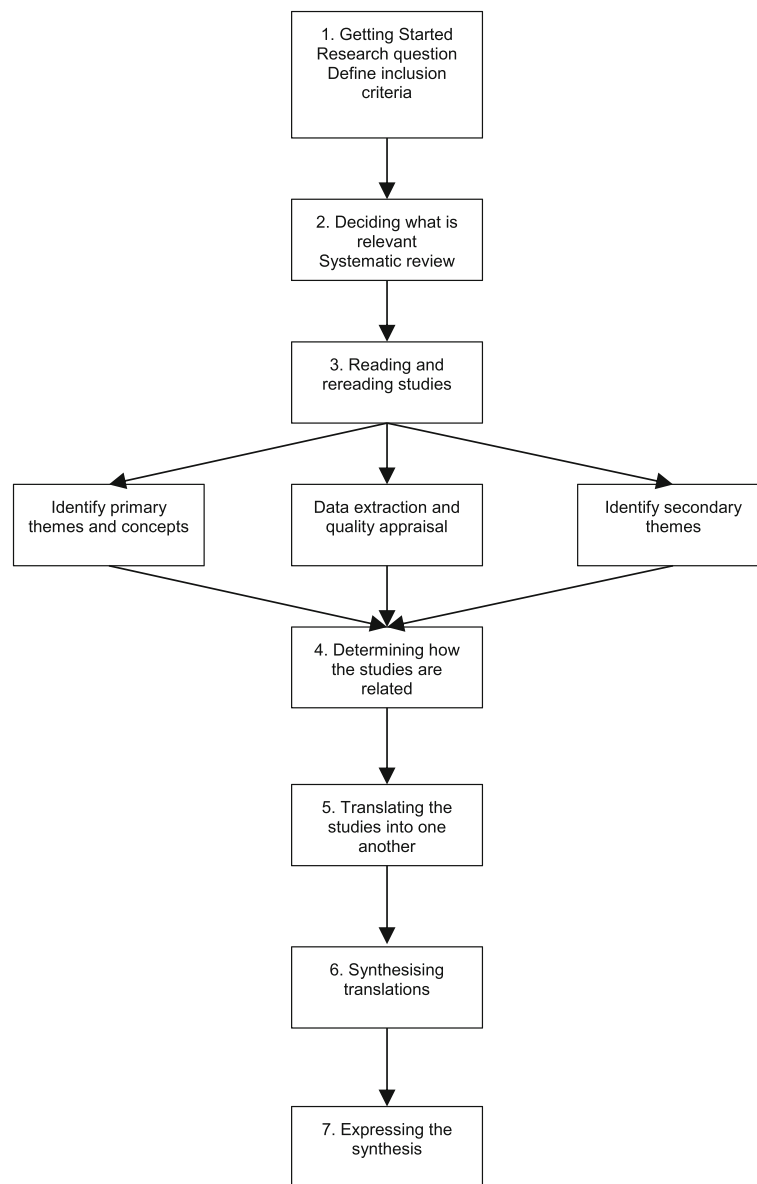 1. Getting Started
Research question
Define inclusion
criteria
2. Deciding what is
relevant
Systematic review
3. Reading and
rereading studies
Identify primary
themes and concepts
Data extraction and
quality appraisal
Identify secondary
themes
4. Determining how
the studies are
related
5. Translating the
studies into one
another
6. Synthesising
translations
7. Expressing the
synthesis